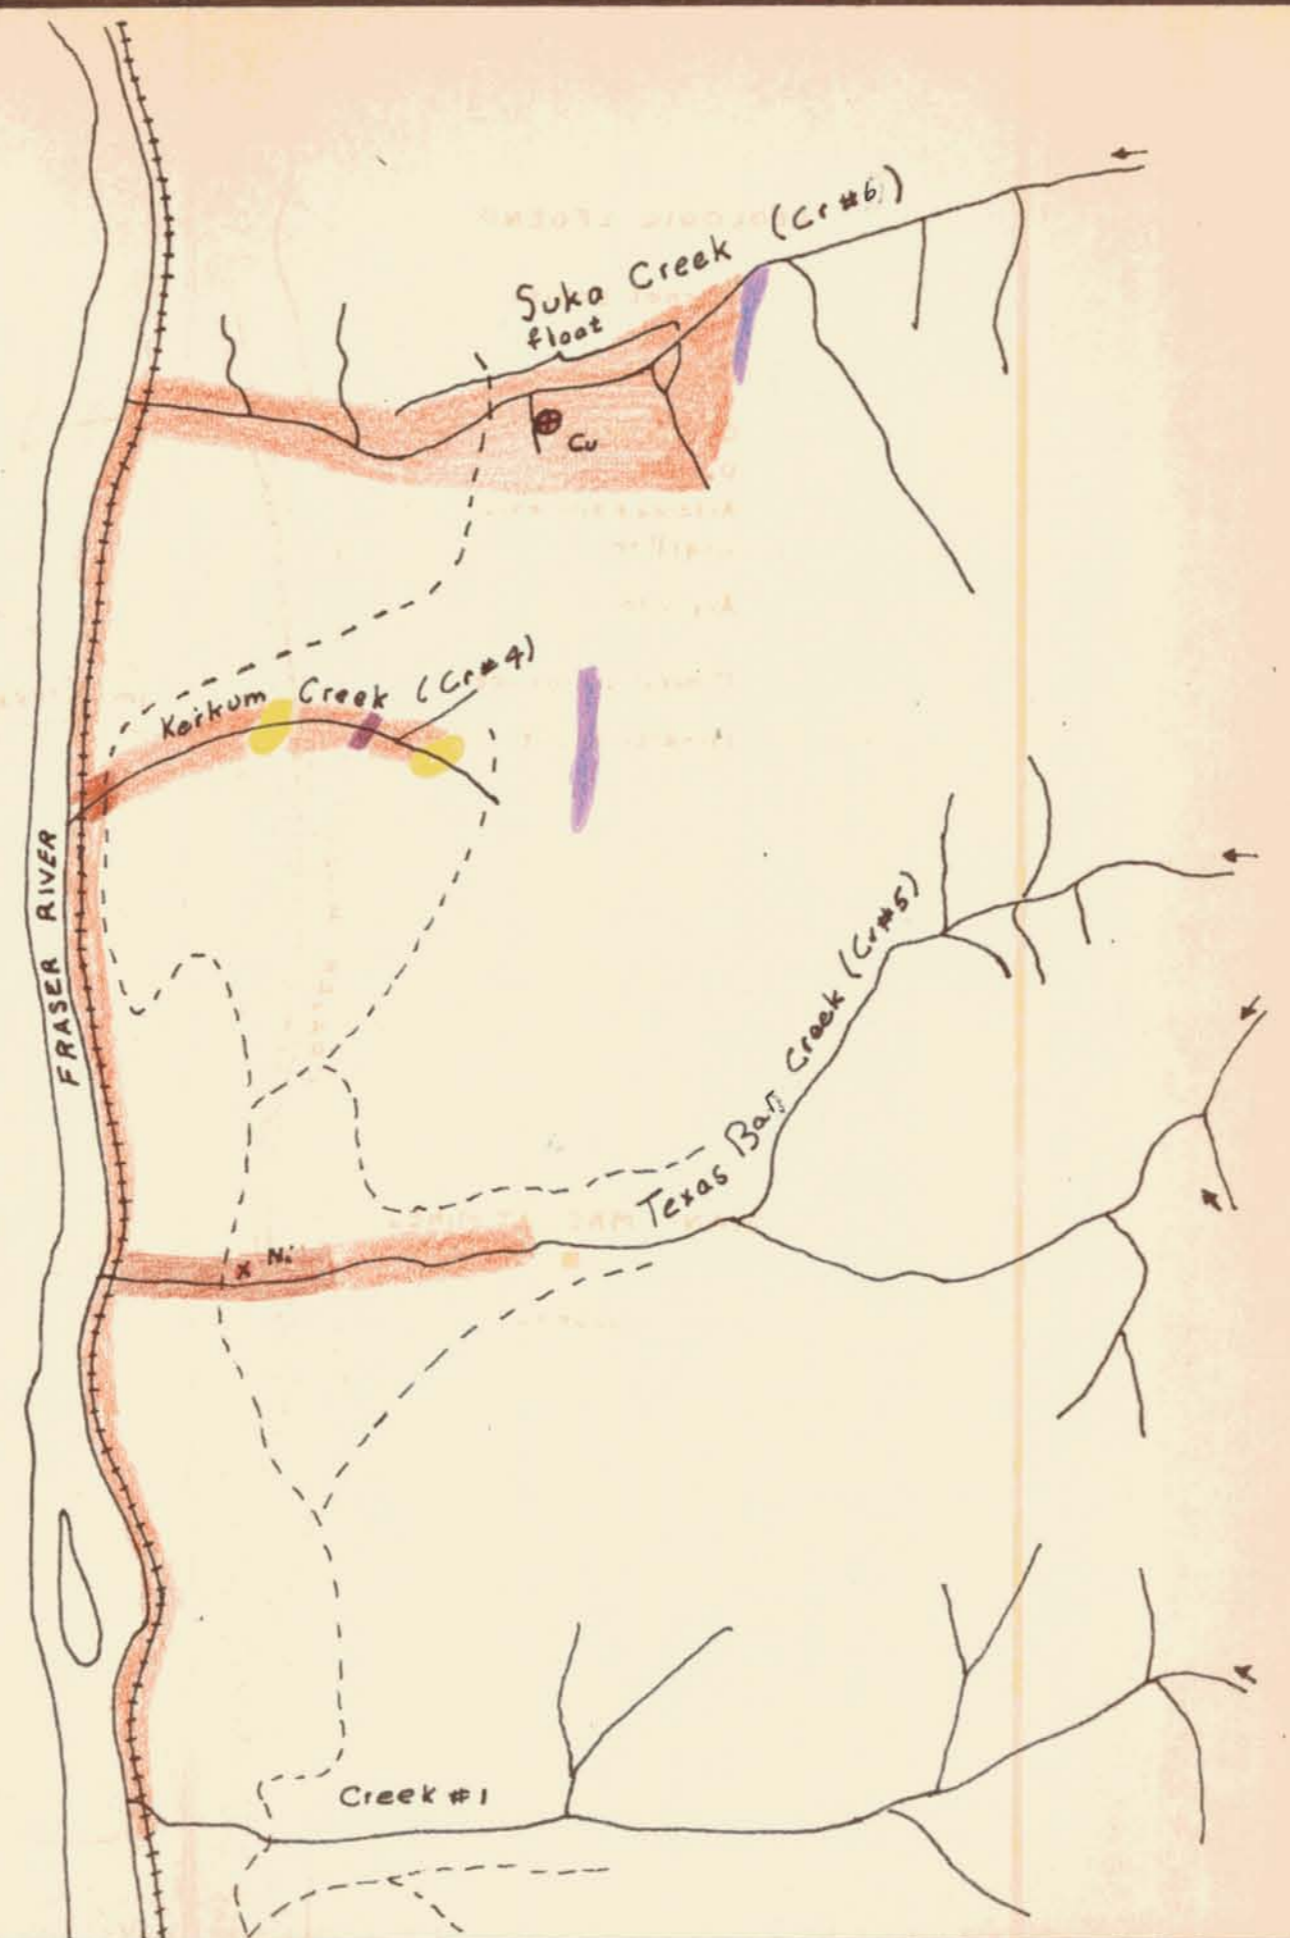 Suka Creek (Cr #6)
float
Cu
Kerkum Creek (Cr #4)
FRASER RIVER
Texas Bar Creek (Cr #5)
x Ni
Creek #1